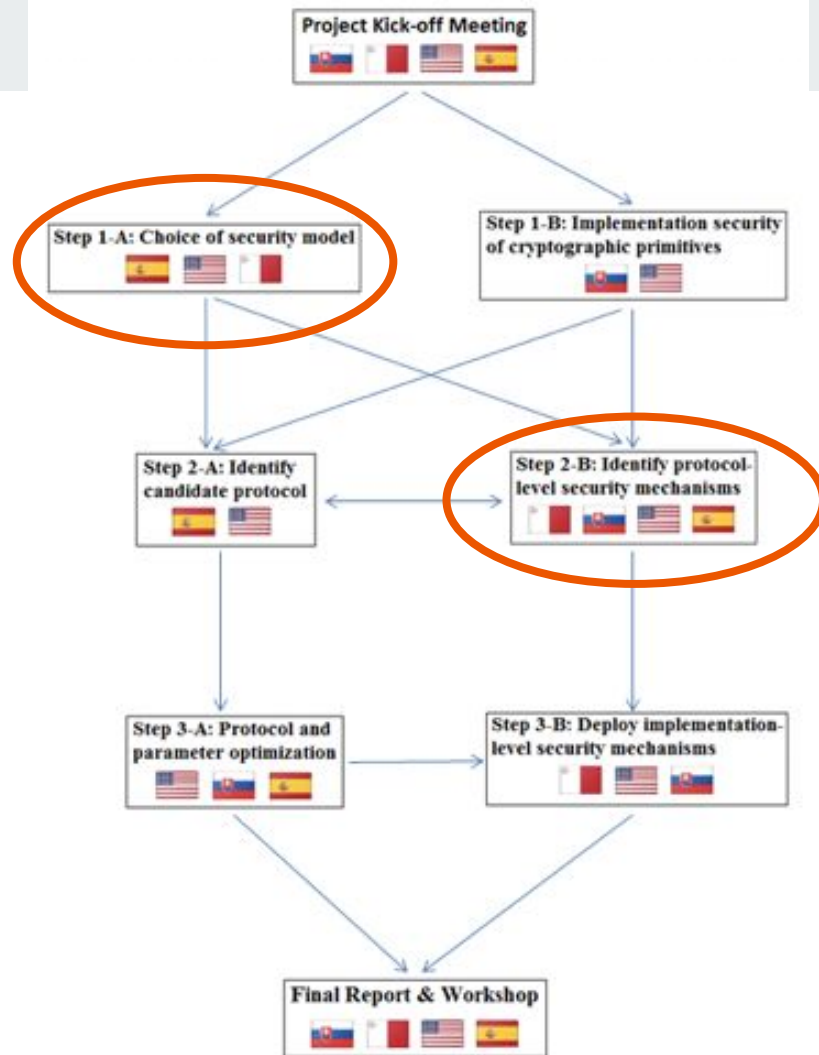 Project Kick-off Meeting
Step 1-A: Choice of security model
Step 1-B: Implementation security
of cryptographic primitives
Step 2-A: Identify
candidate protocol
Step 2-B: Identify protocol-
level security mechanisms
Step 3-A: Protocol and
parameter optimization
Step 3-B: Deploy implementation-
level security mechanisms
Final Report & Workshop